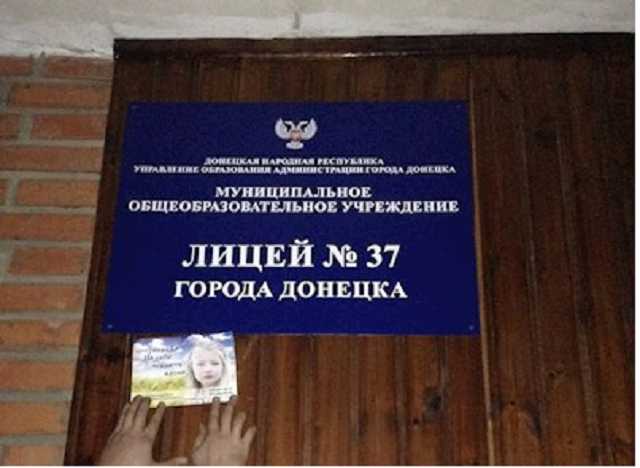 ДОНЕЦКАЯ НАРОДНАЯ РЕСПУБЛИКА
УПРАВЛЕНИЕ ОБРАЗОВАНИЯ АДМИНИСТРАЦИИ ГОРОДА ДОНЕЦКА
МУНИЦИПАЛЬНОЕ
ОБЩЕОБРАЗОВАТЕЛЬНОЕ УЧРЕЖДЕНИЕ
ЛИЦЕЙ № 37
ГОРОДА ДОНЕЦКА